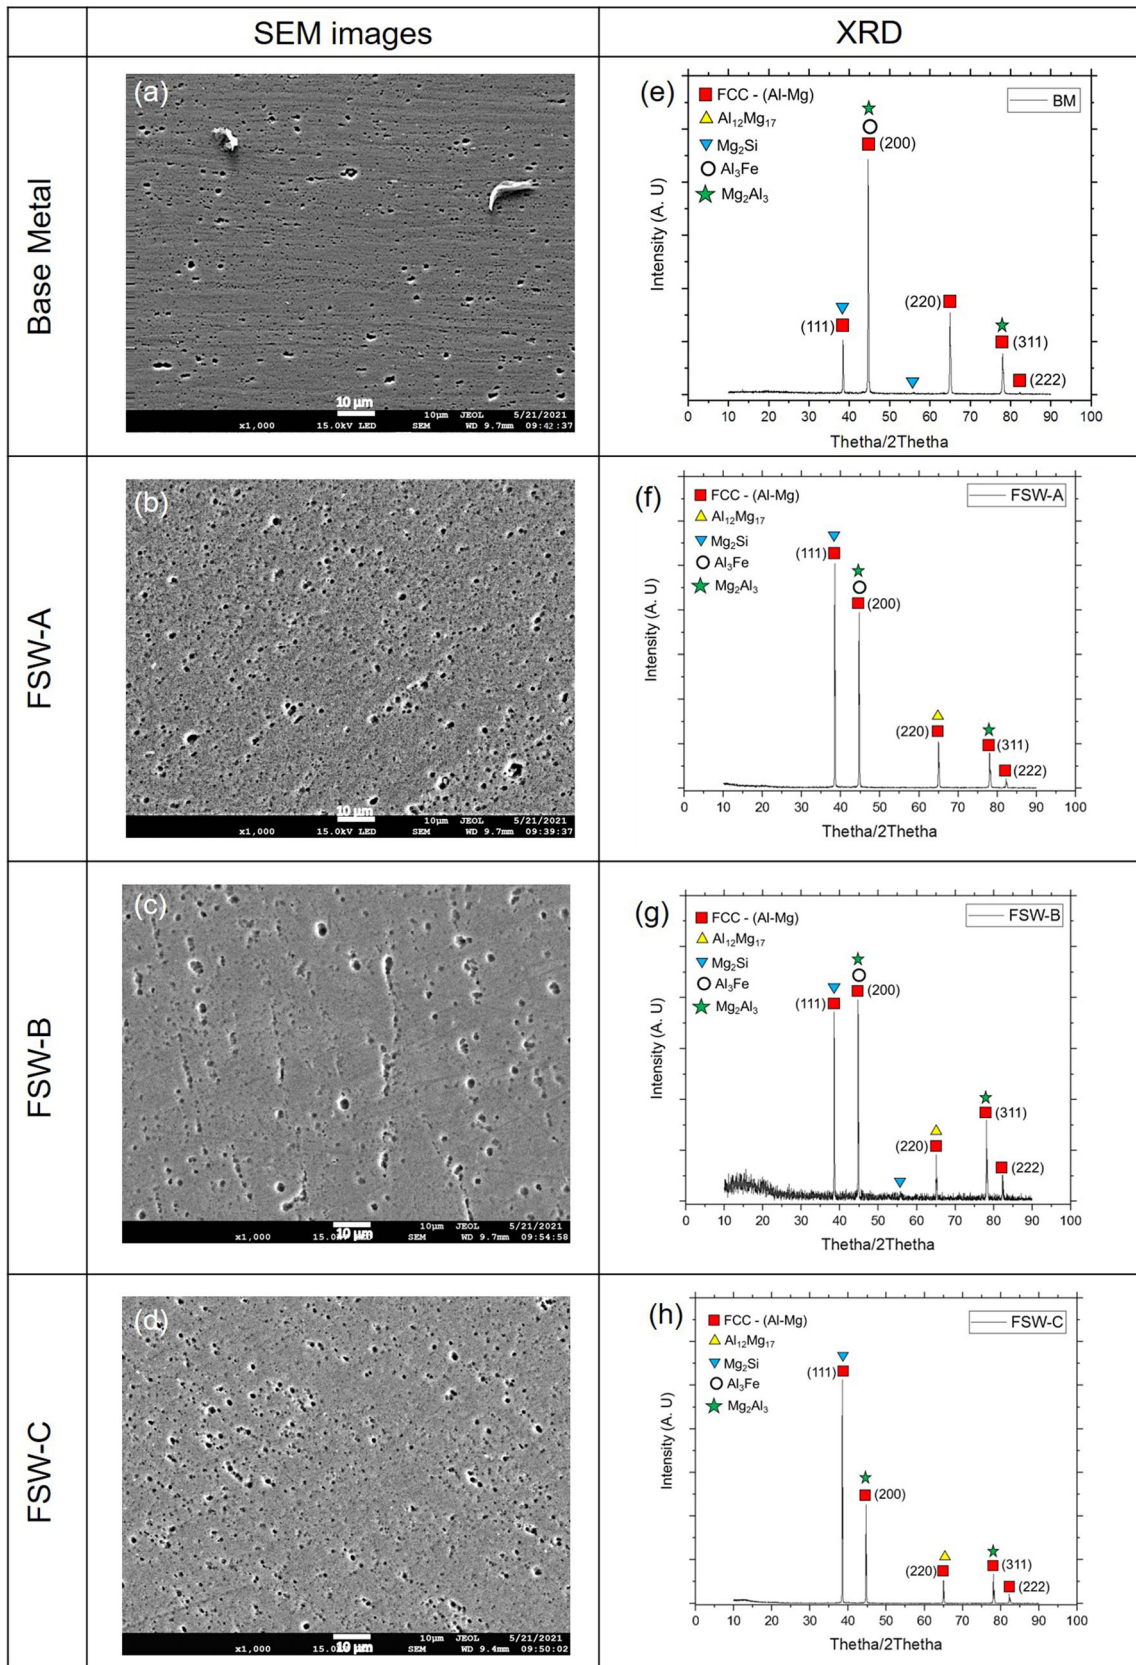 SEM images
XRD
Base Metal
(a)
10 µm
10µm JEOL 5/21/2021
x1,000 15.0kV LED SEM WD 9.7mm 09:42:37
(e)
FCC - (Al-Mg)
Al₁₂Mg₁₇
Mg₂Si
Al₃Fe
Mg₂Al₃
BM
(200)
(111)
(220)
(311)
(222)
Intensity (A. U)
0 10 20 30 40 50 60 70 80 90 100
Thetha/2Thetha
FSW-A
(b)
10 µm
10µm JEOL 5/21/2021
x1,000 15.0kV LED SEM WD 9.7mm 09:39:37
(f)
FCC - (Al-Mg)
Al₁₂Mg₁₇
Mg₂Si
Al₃Fe
Mg₂Al₃
FSW-A
(111)
(200)
(220)
(311)
(222)
Intensity (A. U)
0 10 20 30 40 50 60 70 80 90 100
Thetha/2Thetha
FSW-B
(c)
10 µm
10µm JEOL 5/21/2021
x1,000 SEM WD 9.7mm 09:54:58
(g)
FCC - (Al-Mg)
Al₁₂Mg₁₇
Mg₂Si
Al₃Fe
Mg₂Al₃
FSW-B
(111)
(200)
(220)
(311)
(222)
Intensity (A. U)
0 10 20 30 40 50 60 70 80 90 100
Thetha/2Thetha
FSW-C
(d)
10 µm
10µm JEOL 5/21/2021
x1,000 SEM WD 9.4mm 09:50:02
(h)
FCC - (Al-Mg)
Al₁₂Mg₁₇
Mg₂Si
Al₃Fe
Mg₂Al₃
FSW-C
(111)
(200)
(220)
(311)
(222)
Intensity (A. U)
0 10 20 30 40 50 60 70 80 90 100
Thetha/2Thetha